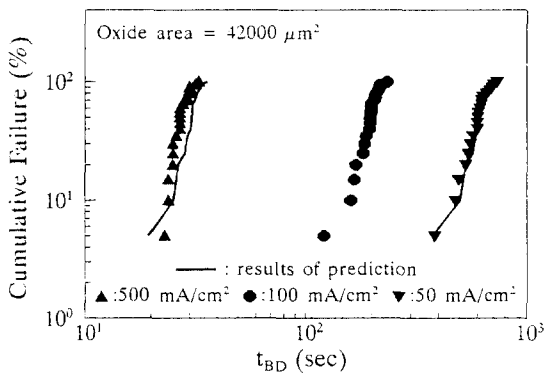 Oxide area = 42000 μm²
Cumulative Failure (%)
10²
10¹
10⁰
— : results of prediction
▲:500 mA/cm² ●:100 mA/cm² ▼:50 mA/cm²
10¹ 10² 10³
t_BD (sec)